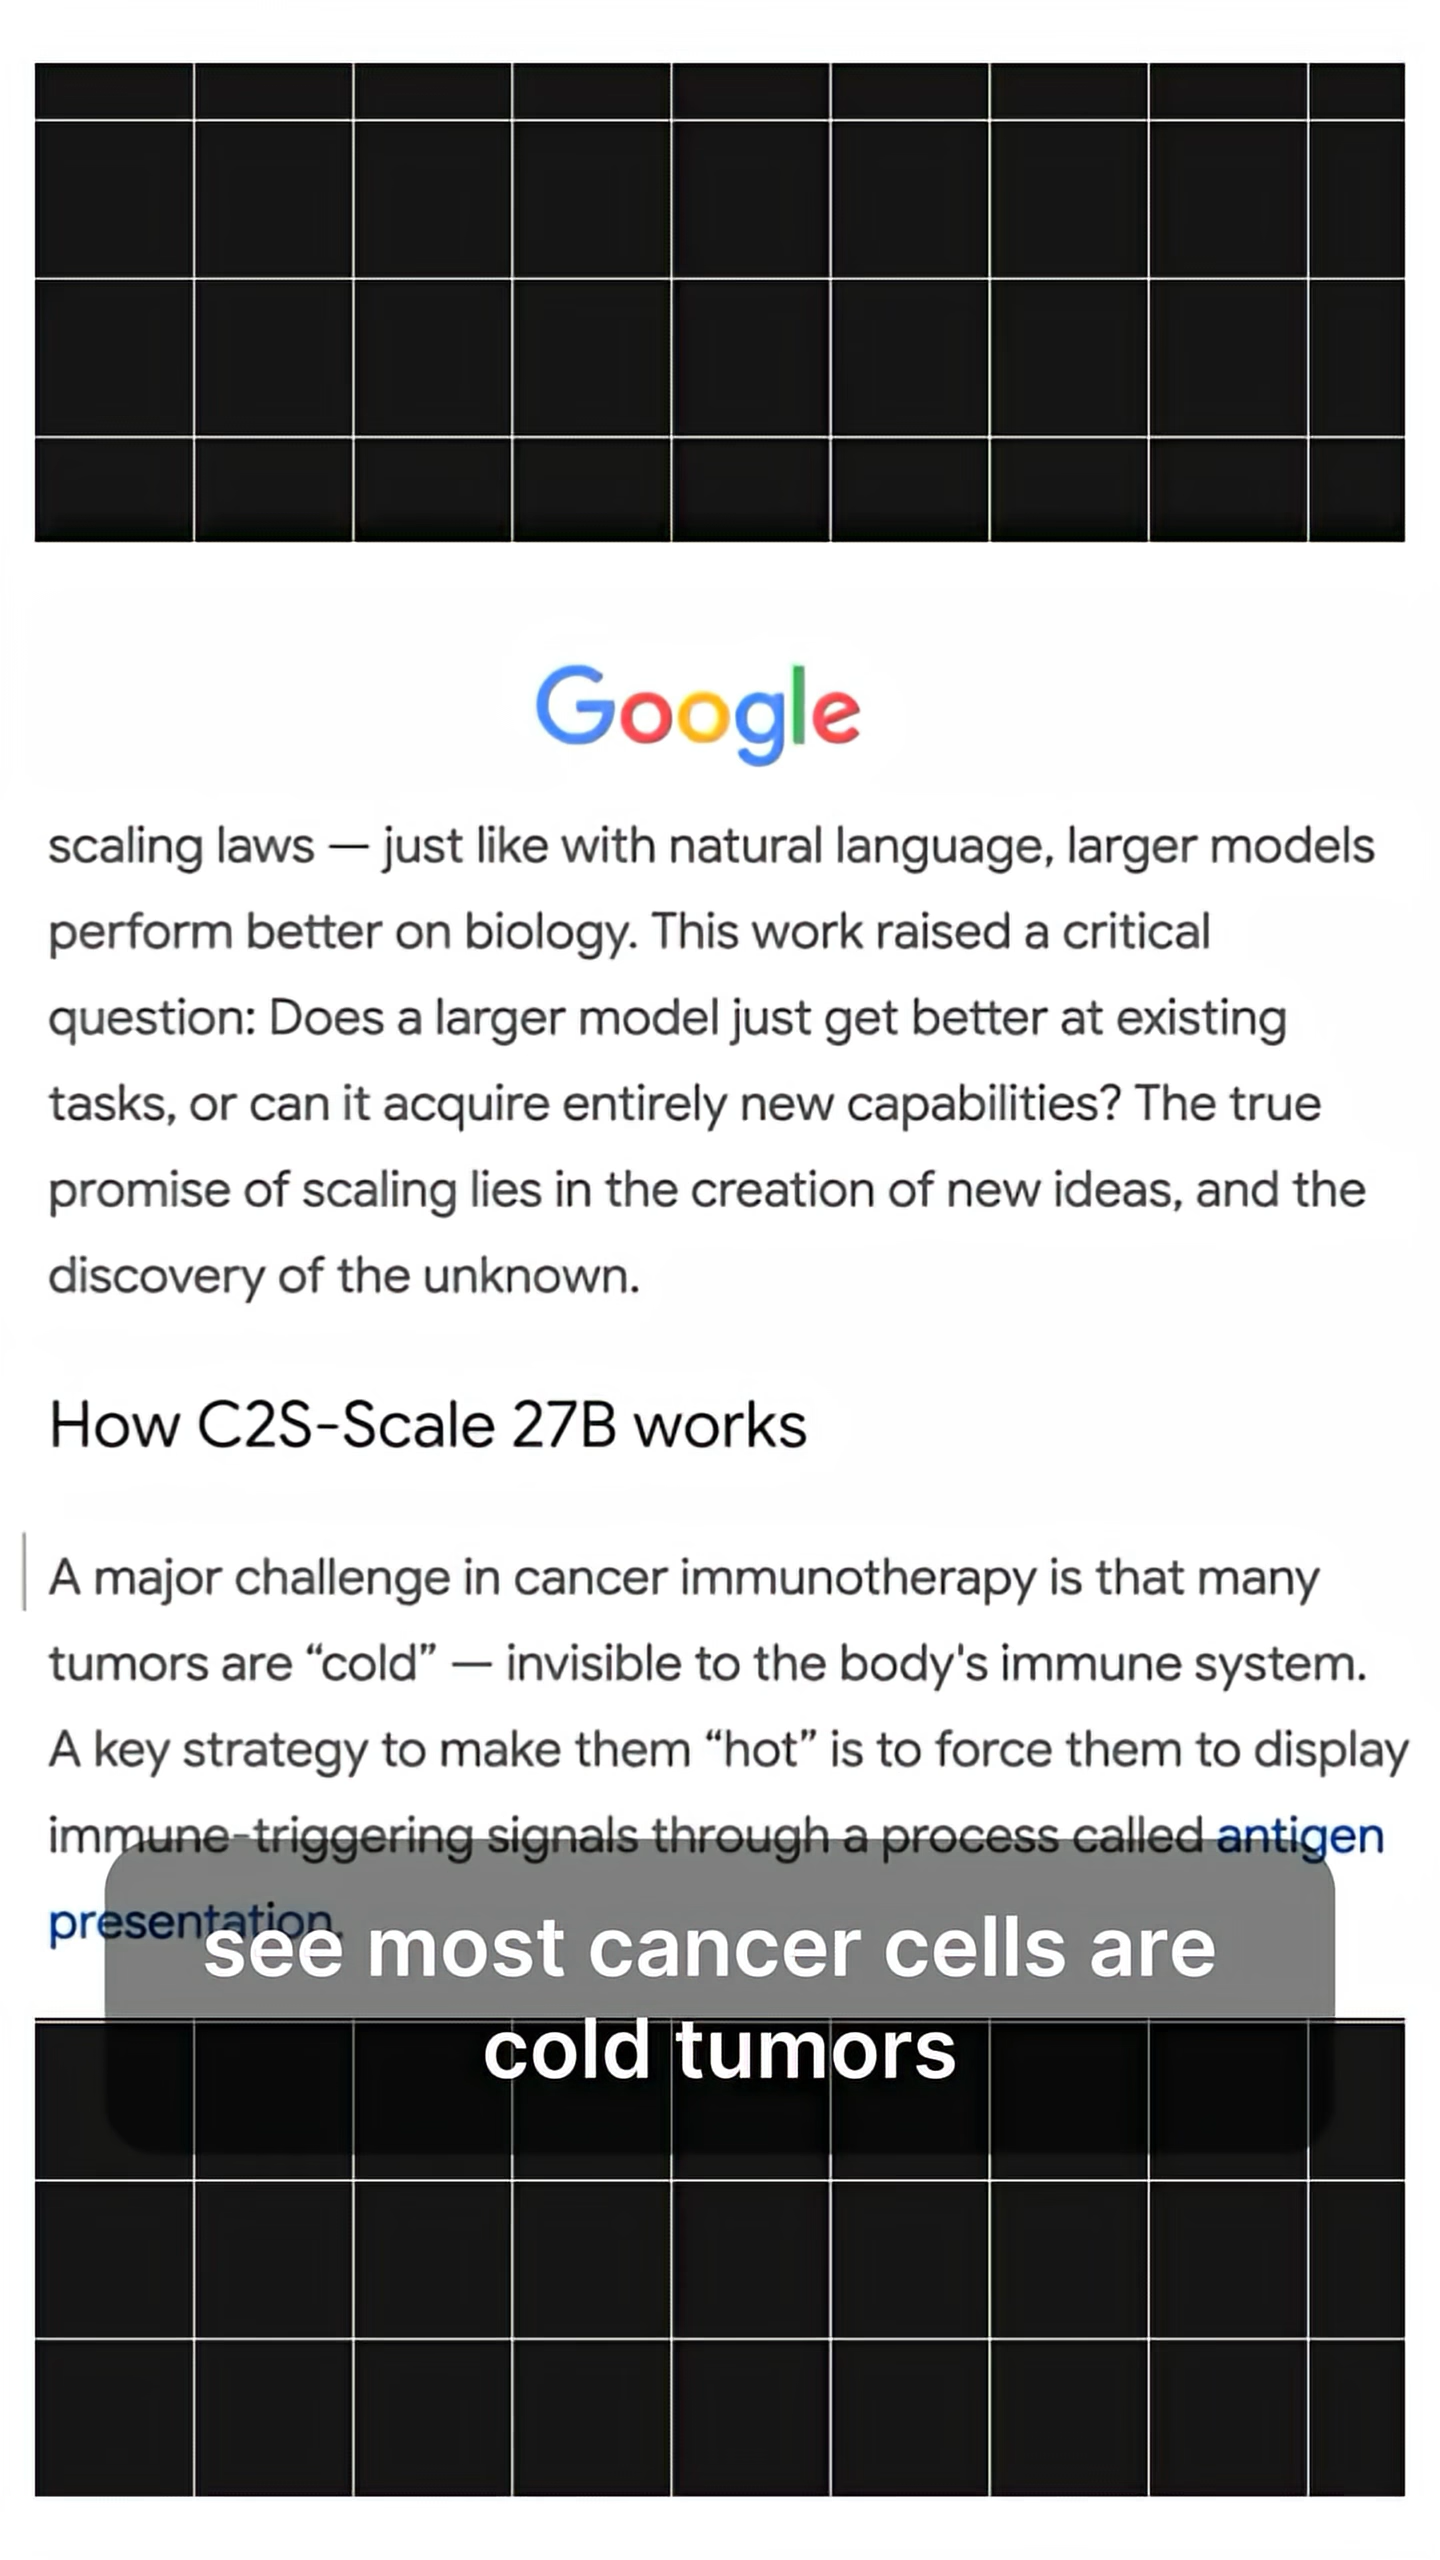 Google
scaling laws — just like with natural language, larger models
perform better on biology. This work raised a critical
question: Does a larger model just get better at existing
tasks, or can it acquire entirely new capabilities? The true
promise of scaling lies in the creation of new ideas, and the
discovery of the unknown.
How C2S-Scale 27B works
A major challenge in cancer immunotherapy is that many
tumors are “cold” — invisible to the body's immune system.
A key strategy to make them “hot” is to force them to display
immune-triggering signals through a process called antigen
presentation.
see most cancer cells are
cold tumors